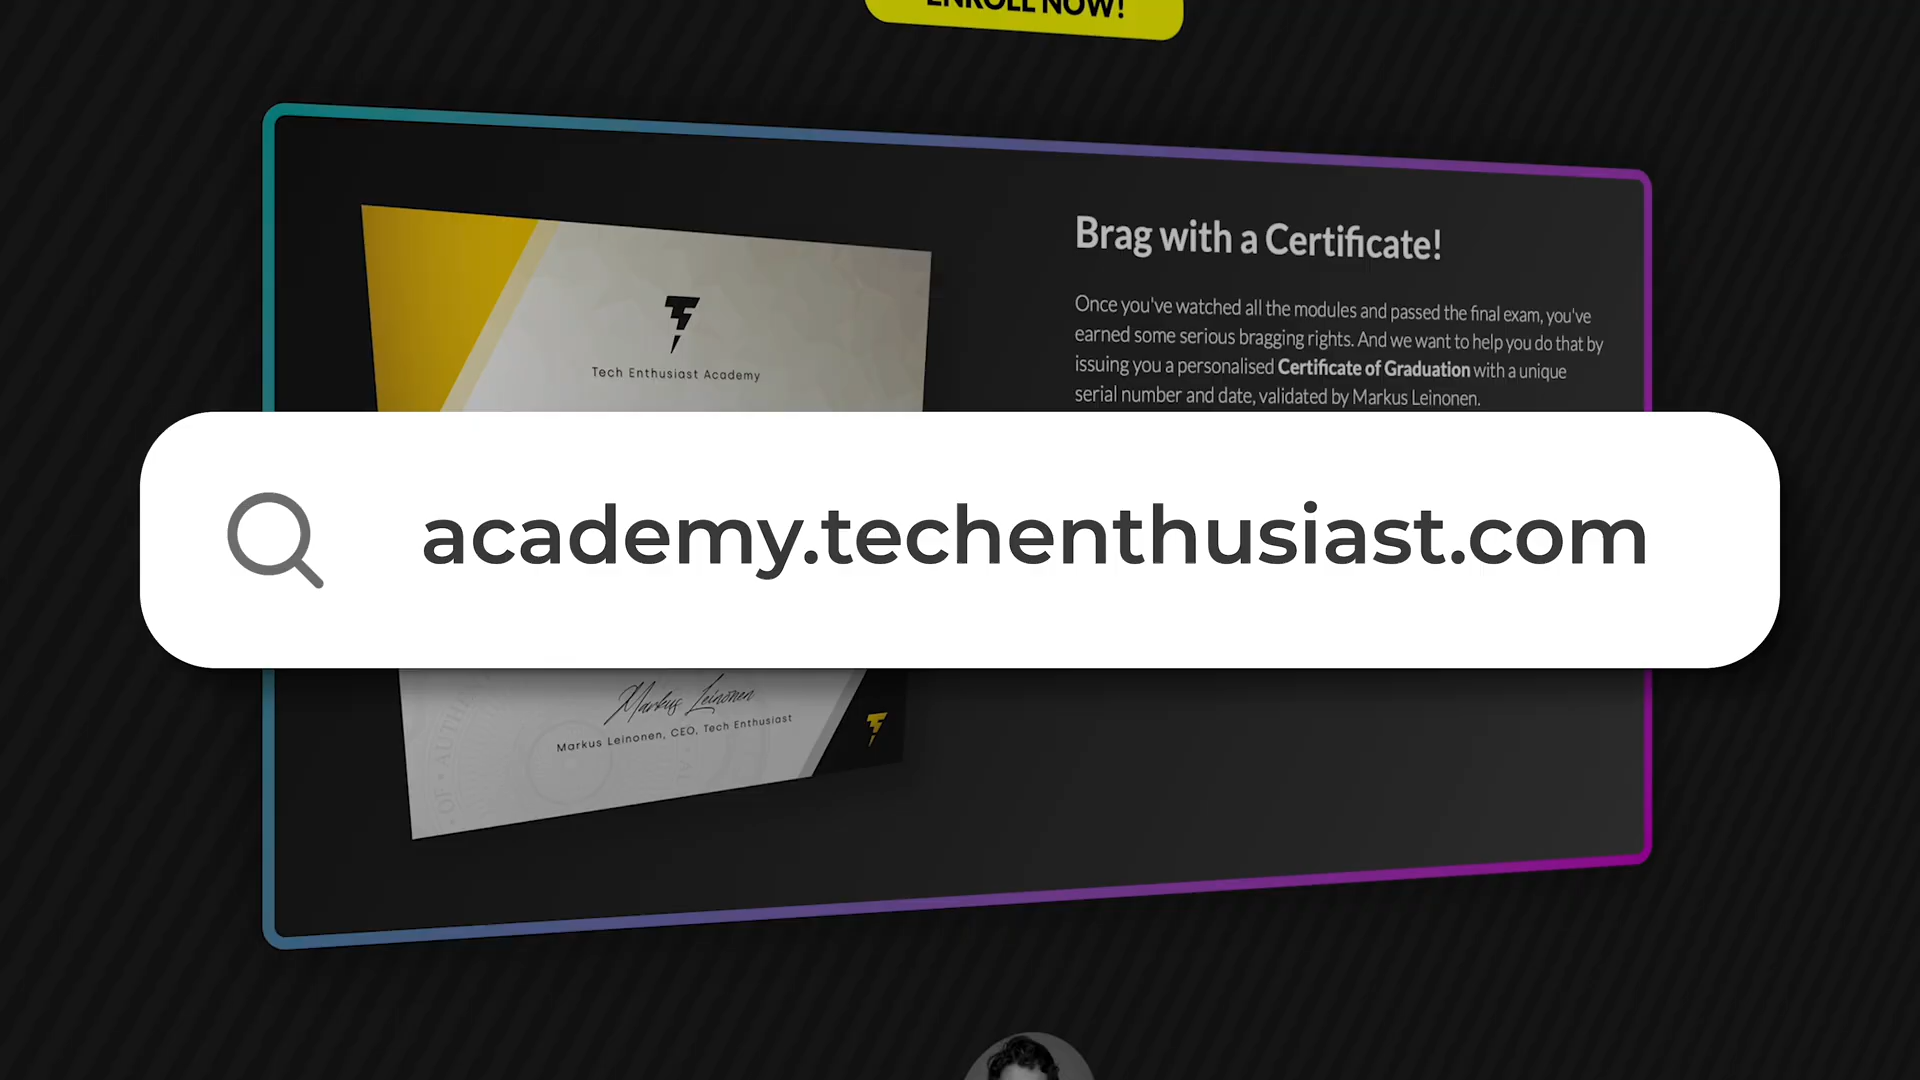 ENROLL NOW!
Brag with a Certificate!
Once you've watched all the modules and passed the final exam, you've
earned some serious bragging rights. And we want to help you do that by
issuing you a personalised Certificate of Graduation with a unique
serial number and date, validated by Markus Leinonen.
Tech Enthusiast Academy
academy.techenthusiast.com
Markus Leinonen
Markus Leinonen, CEO, Tech Enthusiast